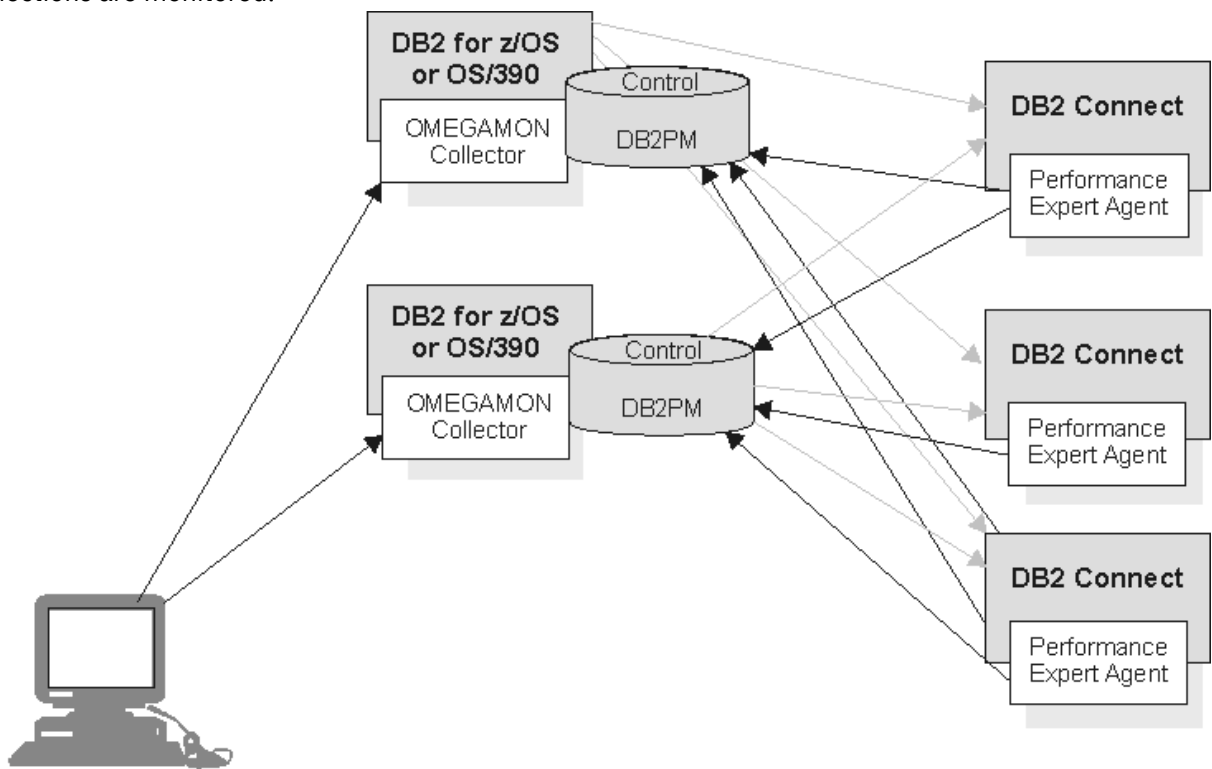 DB2 for z/OS
or OS/390
OMEGAMON
Collector
Control
DB2PM
DB2 Connect
Performance
Expert Agent
DB2 for z/OS
or OS/390
OMEGAMON
Collector
Control
DB2PM
DB2 Connect
Performance
Expert Agent
DB2 Connect
Performance
Expert Agent